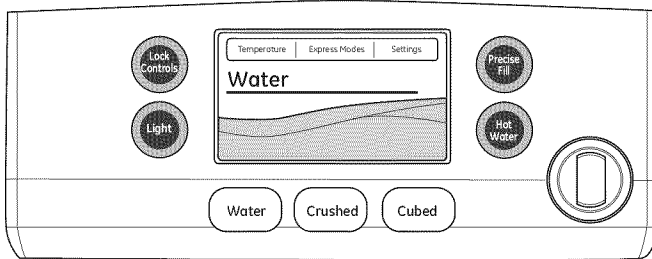 Lock
Controls
Light
Temperature Express Modes Settings
Water
Precise
Fill
Hot
Water
Water Crushed Cubed